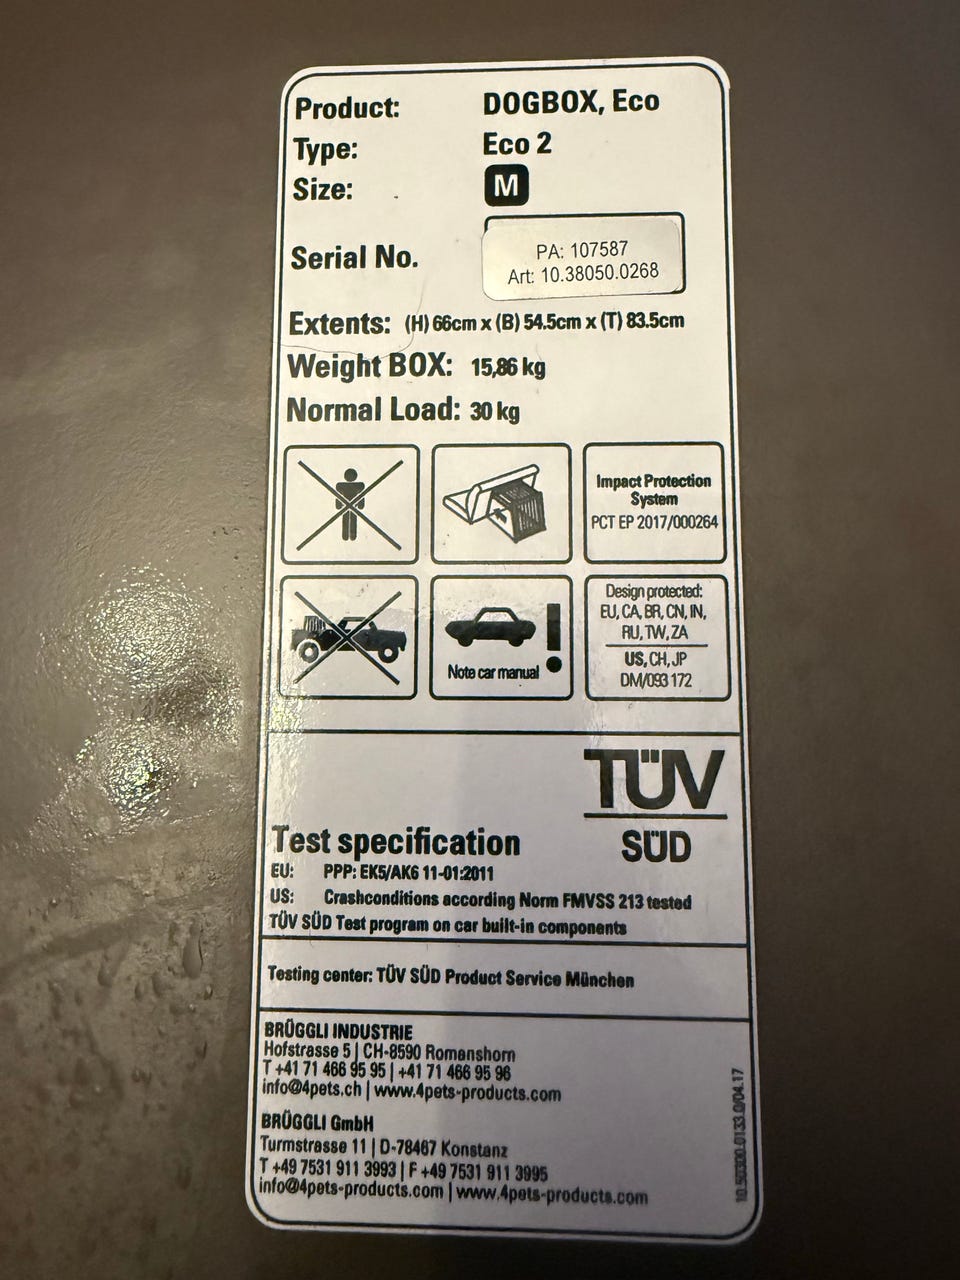 Product: DOGBOX, Eco
Type: Eco 2
Size: M
Serial No. PA: 107587
Art: 10.38050.0268
Extents: (H) 66cm x (B) 54.5cm x (T) 83.5cm
Weight BOX: 15,86 kg
Normal Load: 30 kg
Impact Protection
System
PCT EP 2017/000264
Note car manual
Design protected:
EU, CA, BR, CN, IN,
RU, TW, ZA
US, CH, JP
DM/093 172
TÜV
SÜD
Test specification
EU: PPP: EK5/AK6 11-01:2011
US: Crashconditions according Norm FMVSS 213 tested
TÜV SÜD Test program on car built-in components
Testing center: TÜV SÜD Product Service München
BRÜGGLI INDUSTRIE
Hofstrasse 5 | CH-8590 Romanshorn
T +41 71 466 95 95 | +41 71 466 95 96
info@4pets.ch | www.4pets-products.com
BRÜGGLI GmbH
Turmstrasse 11 | D-78467 Konstanz
T +49 7531 911 3993 | F +49 7531 911 3995
info@4pets-products.com | www.4pets-products.com
10.50300.0133.0/04.17